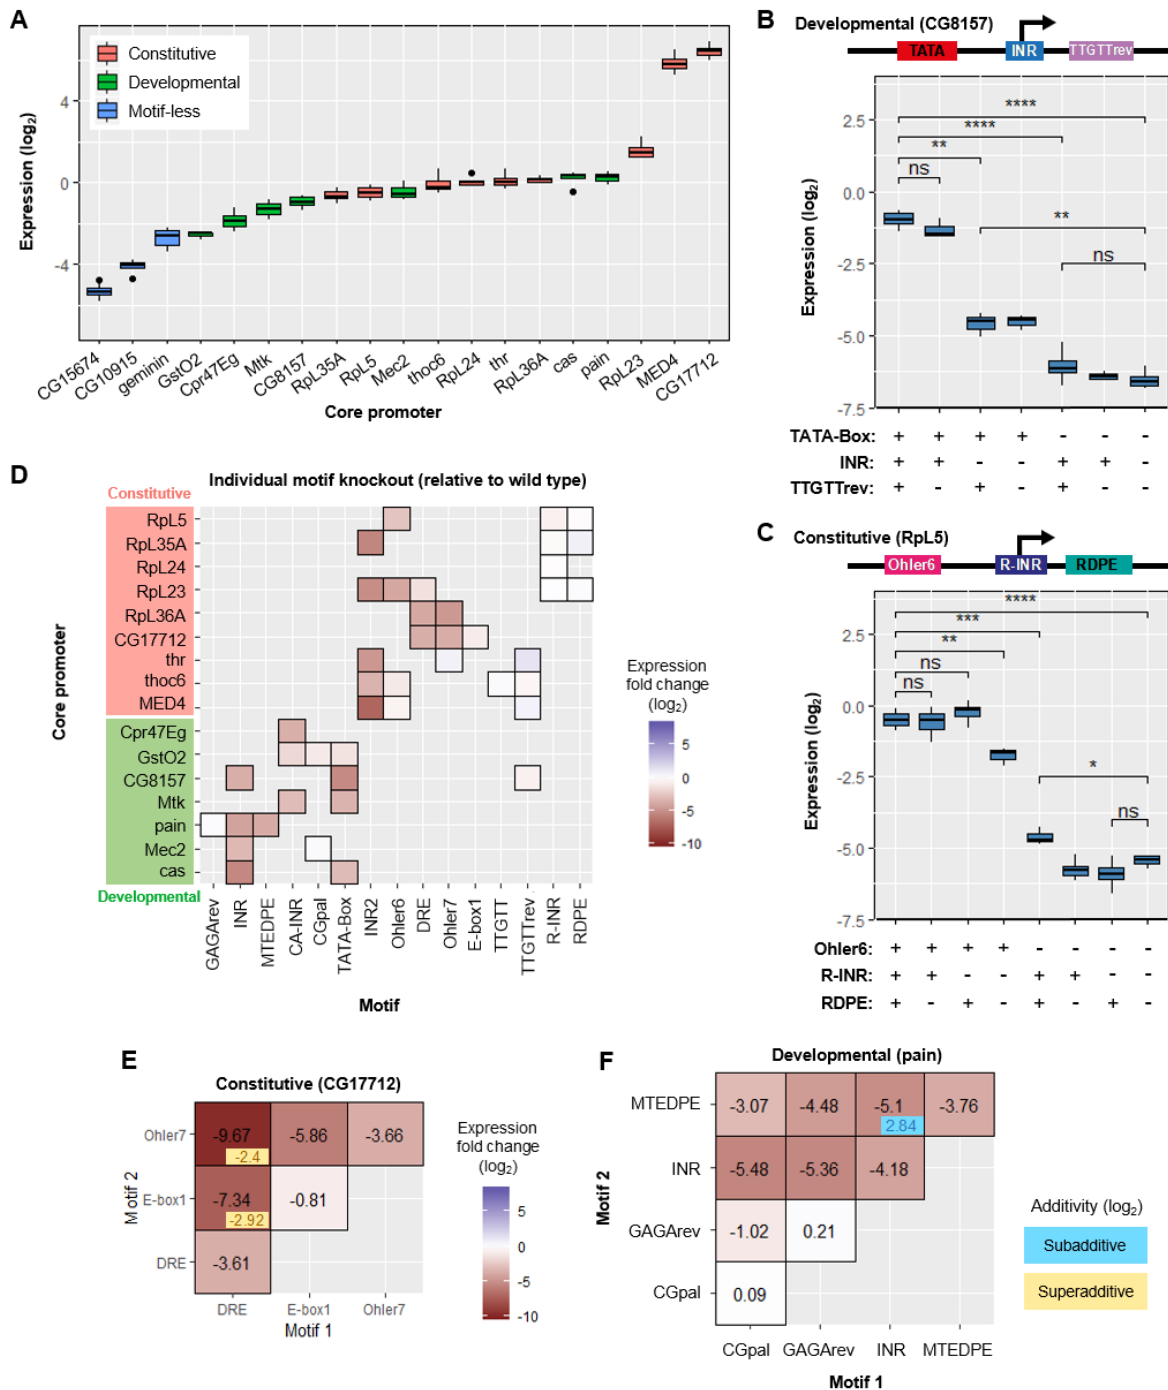 A
Constitutive
Developmental
Motif-less
Expression (log2)
4
0
-4
CG15674
CG10915
geminin
GstO2
Cpr47Eg
Mtk
CG8157
RpL35A
RpL5
Mec2
thoc6
RpL24
thr
RpL36A
cas
pain
RpL23
MED4
CG17712
Core promoter
B
Developmental (CG8157)
TATA
INR
TTGTTrev
Expression (log2)
2.5
0.0
-2.5
-5.0
-7.5
****
****
**
ns
**
ns
TATA-Box: + + + + - - -
INR: + + - - + + -
TTGTTrev: + - + - + - -
C
Constitutive (RpL5)
Ohler6
R-INR
RDPE
Expression (log2)
2.5
0.0
-2.5
-5.0
-7.5
****
***
**
ns
ns
*
ns
Ohler6: + + + + - - - -
R-INR: + + - - + + - -
RDPE: + - + - + - + -
D
Individual motif knockout (relative to wild type)
Constitutive
Core promoter
RpL5
RpL35A
RpL24
RpL23
RpL36A
CG17712
thr
thoc6
MED4
Cpr47Eg
GstO2
CG8157
Mtk
pain
Mec2
cas
Developmental
GAGArev
INR
MTEDPE
CA-INR
CGpal
TATA-Box
INR2
Ohler6
DRE
Ohler7
E-box1
TTGTT
TTGTTrev
R-INR
RDPE
Motif
Expression
fold change
(log2)
5
0
-5
-10
E
Constitutive (CG17712)
Motif 2
Ohler7
E-box1
DRE
-9.67 -5.86 -3.66
-2.4
-7.34 -0.81
-2.92
-3.61
DRE E-box1 Ohler7
Motif 1
Expression
fold change
(log2)
5
0
-5
-10
F
Developmental (pain)
Motif 2
MTEDPE
INR
GAGArev
CGpal
-3.07 -4.48 -5.1 -3.76
2.84
-5.48 -5.36 -4.18
-1.02 0.21
0.09
CGpal GAGArev INR MTEDPE
Motif 1
Additivity (log2)
Subadditive
Superadditive